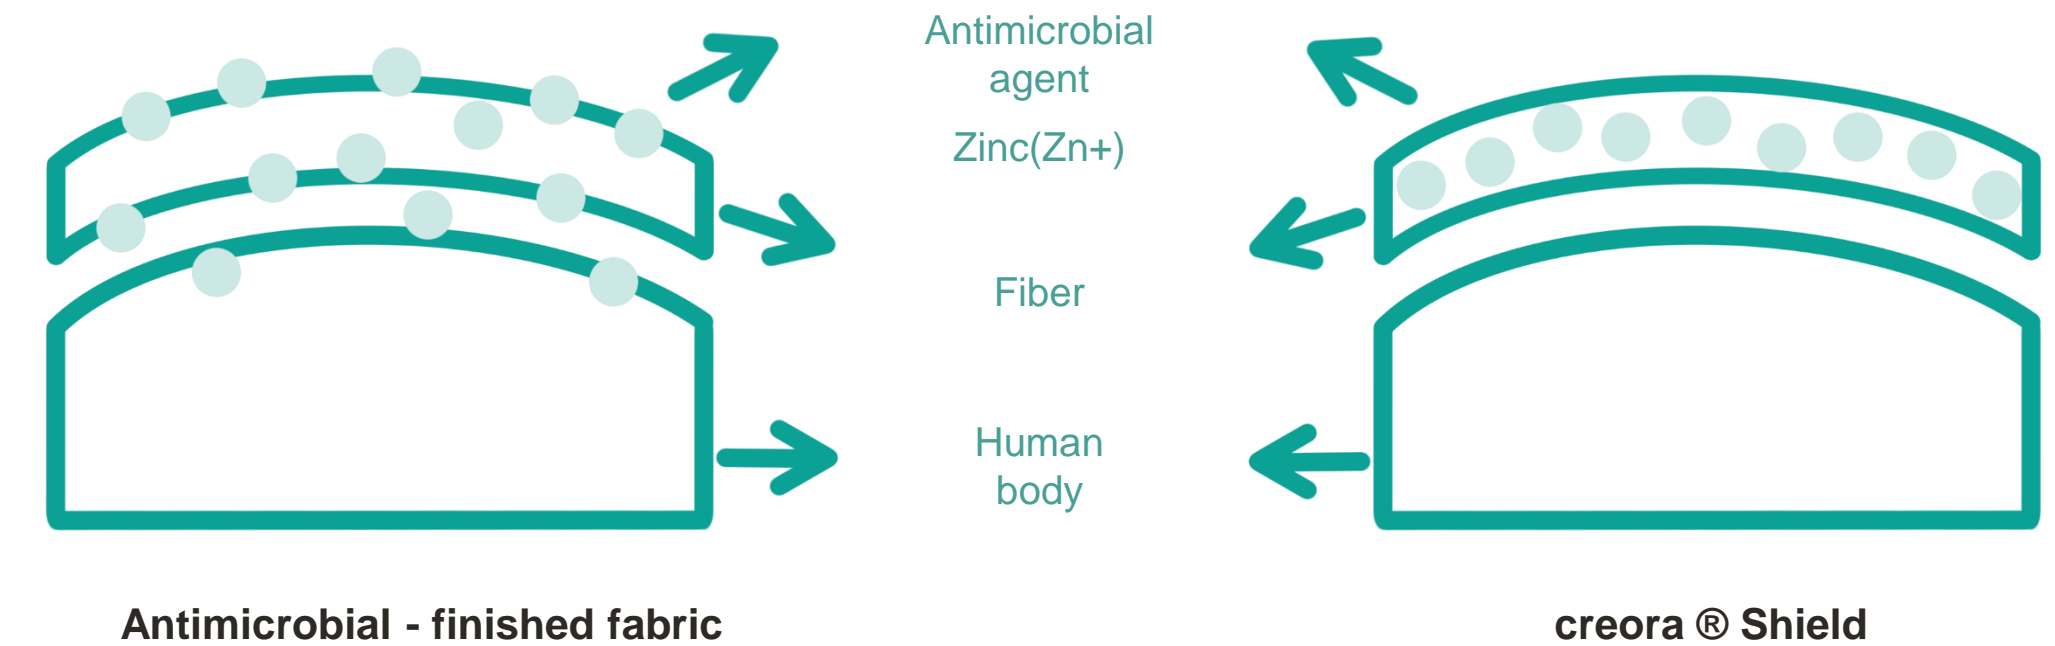 Antimicrobial
agent
Zinc(Zn+)
Fiber
Human
body
Antimicrobial - finished fabric
creora ® Shield